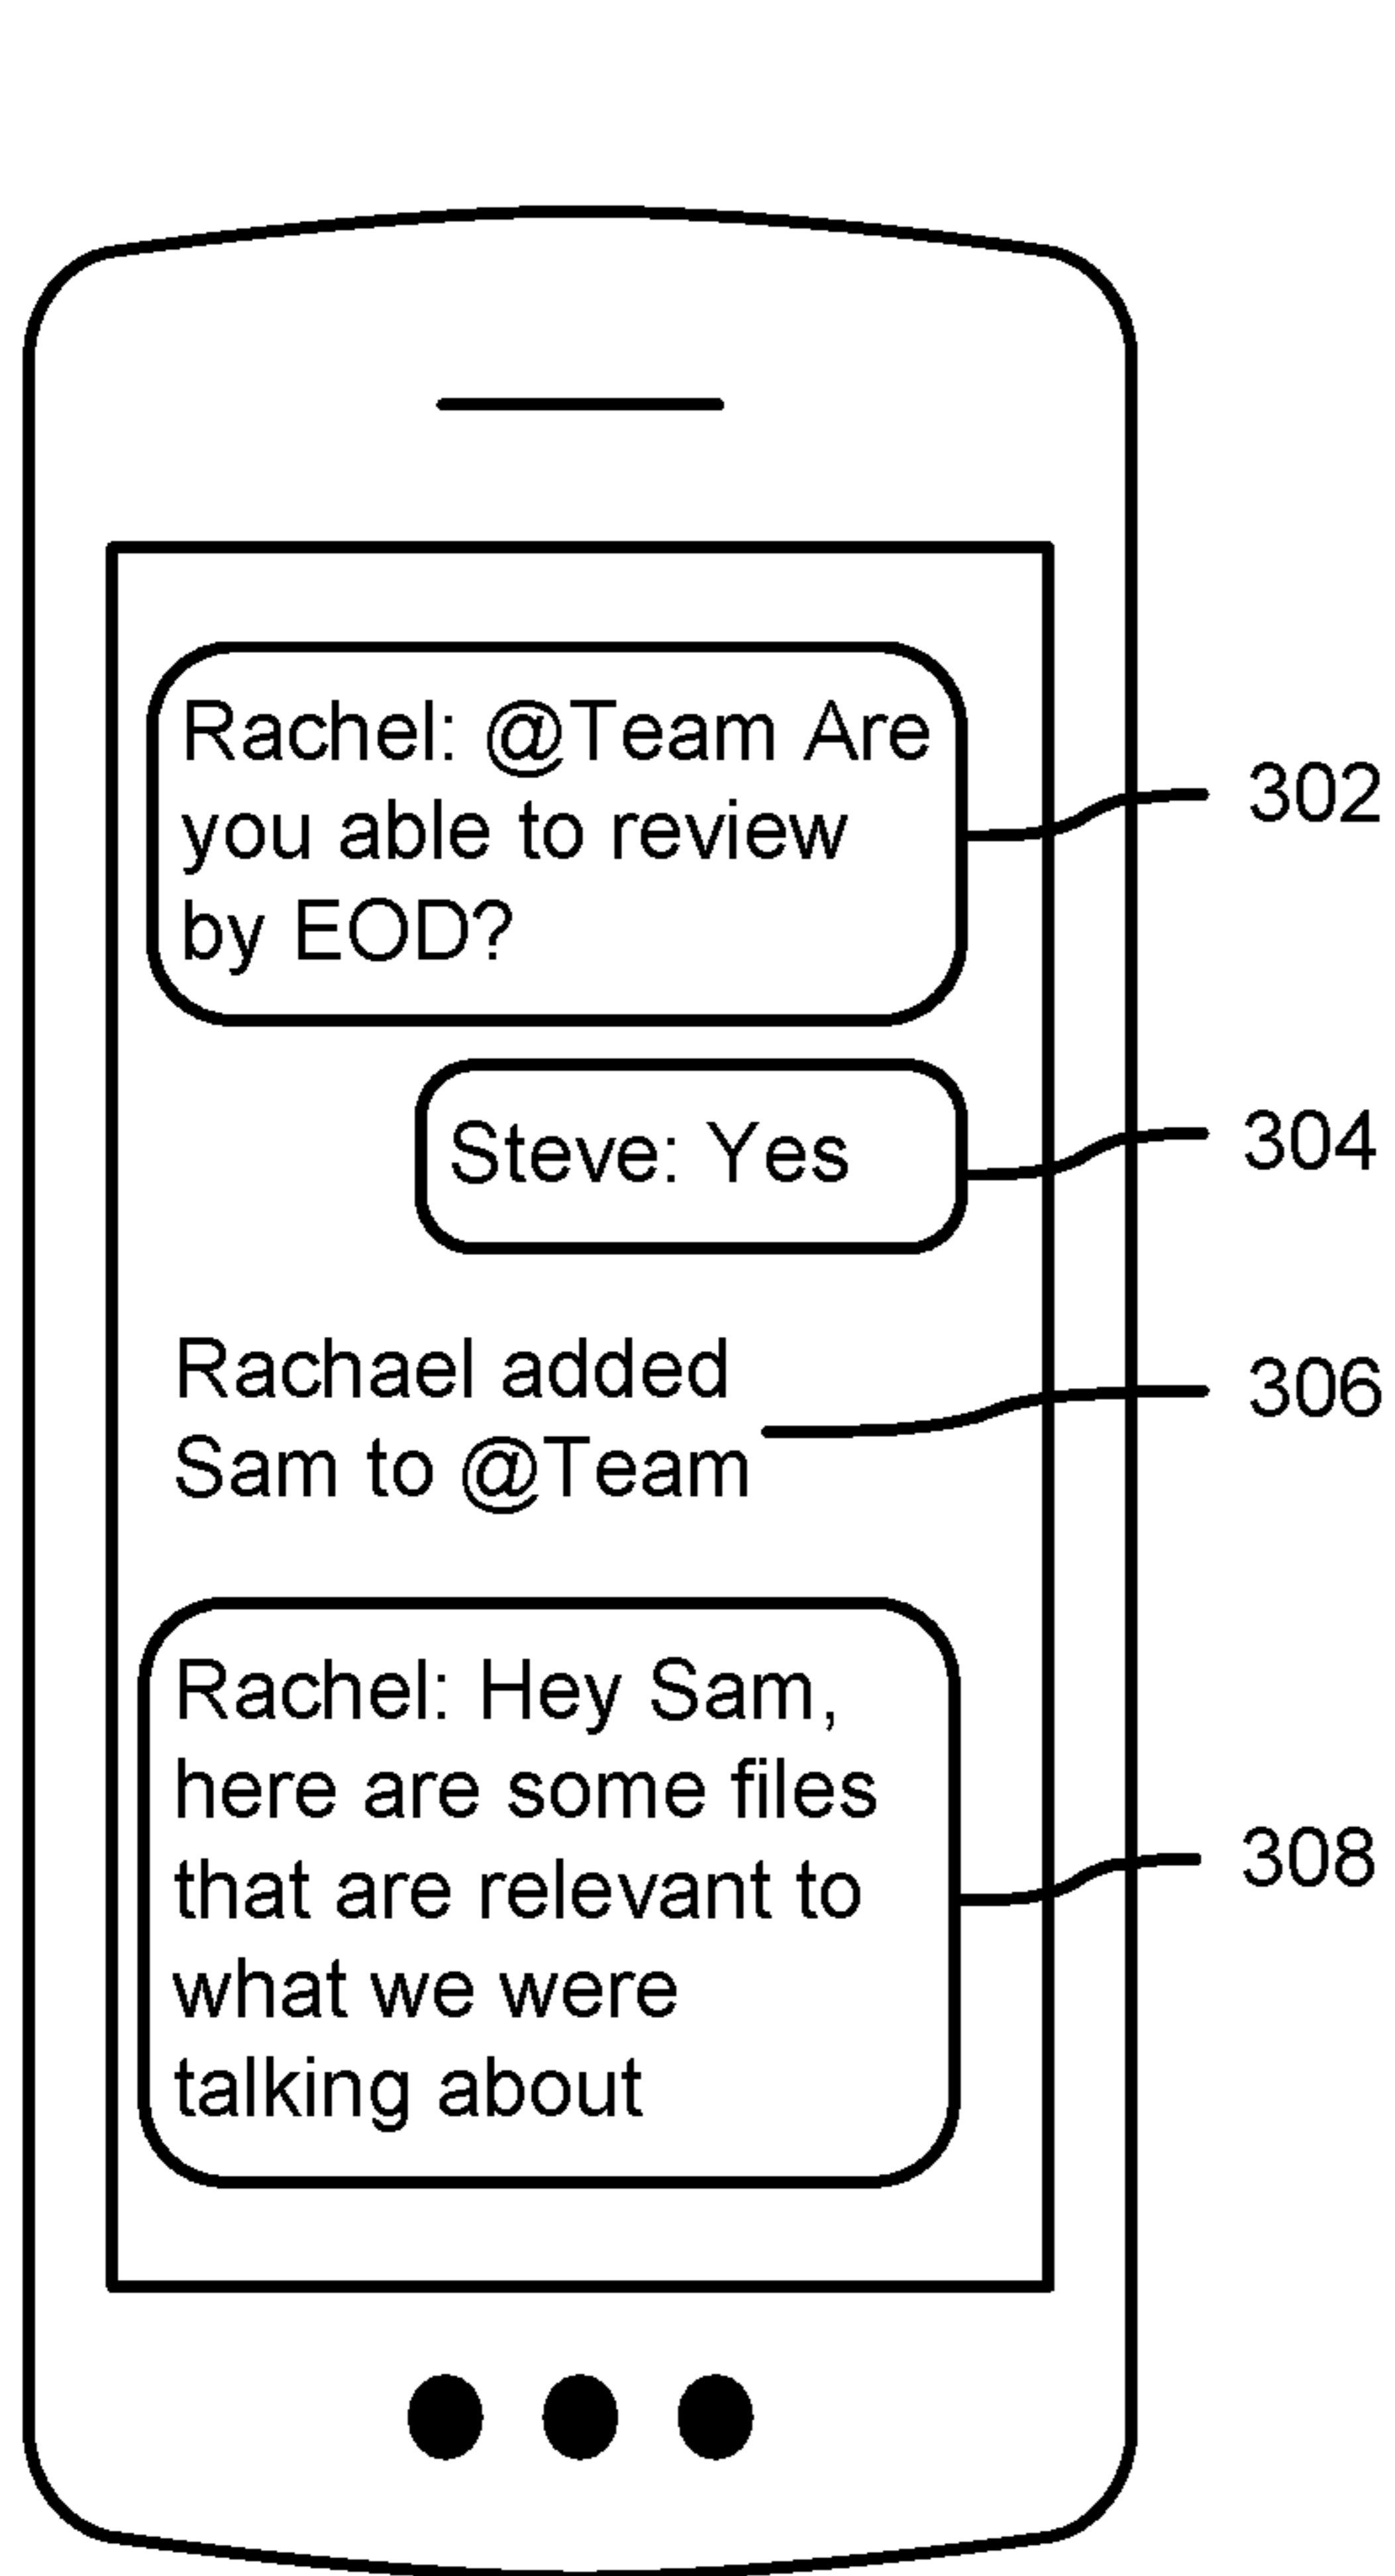 Rachel: @Team Are
you able to review
by EOD?
302
Steve: Yes
304
Rachael added
Sam to @Team
306
Rachel: Hey Sam,
here are some files
that are relevant to
what we were
talking about
308